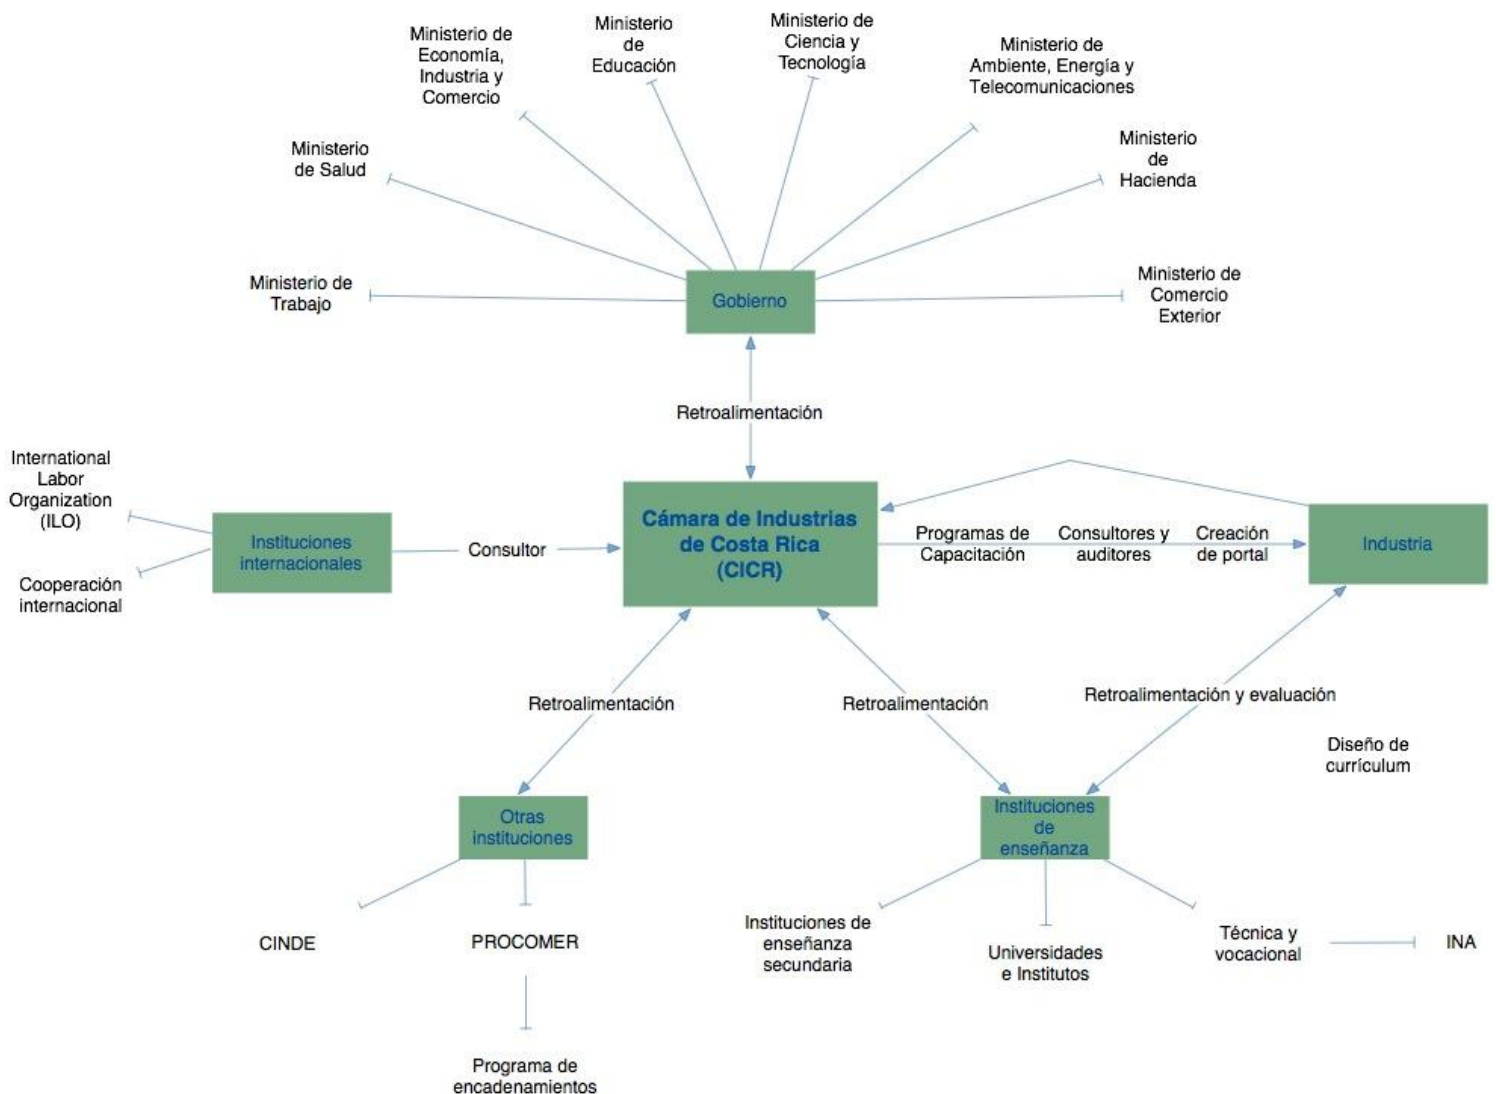 Ministerio de
Economía,
Industria y
Comercio
Ministerio
de
Educación
Ministerio de
Ciencia y
Tecnología
Ministerio de
Ambiente, Energía y
Telecomunicaciones
Ministerio
de Salud
Ministerio
de
Hacienda
Ministerio de
Trabajo
Gobierno
Ministerio de
Comercio
Exterior
Retroalimentación
International
Labor
Organization
(ILO)
Cooperación
internacional
Instituciones
internacionales
Consultor
Cámara de Industrias
de Costa Rica
(CICR)
Programas de
Capacitación
Consultores y
auditores
Creación
de portal
Industria
Retroalimentación
Retroalimentación
Retroalimentación y evaluación
Diseño de
currículum
Otras
instituciones
Instituciones
de
enseñanza
CINDE
PROCOMER
Programa de
encadenamientos
Instituciones de
enseñanza
secundaria
Universidades
e Institutos
Técnica y
vocacional
INA